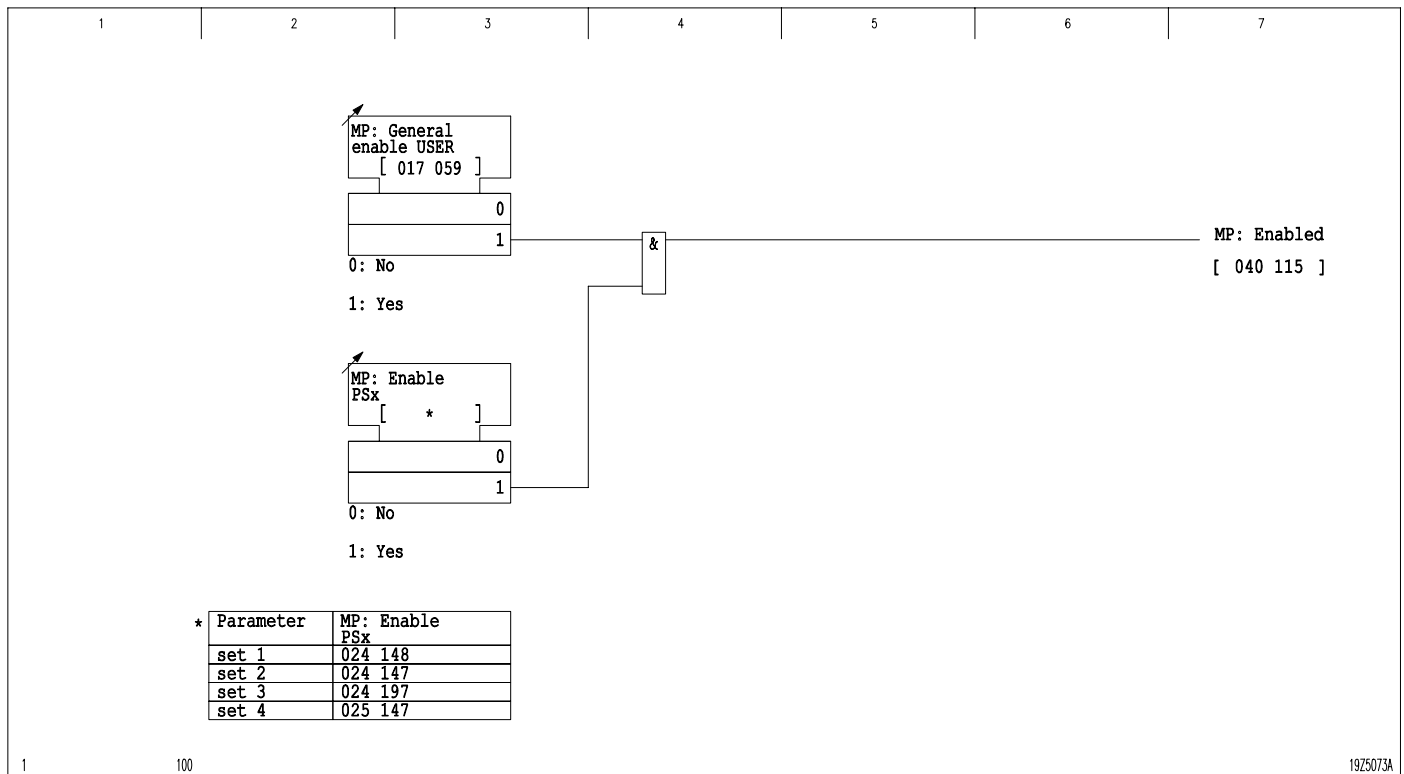 1 2 3 4 5 6 7
MP: General
enable USER
[ 017 059 ]
0
1
0: No
1: Yes
&
MP: Enabled
[ 040 115 ]
MP: Enable
PSx
[ * ]
0
1
0: No
1: Yes
* Parameter MP: Enable
PSx
set 1 024 148
set 2 024 147
set 3 024 197
set 4 025 147
1 100 19Z5073A